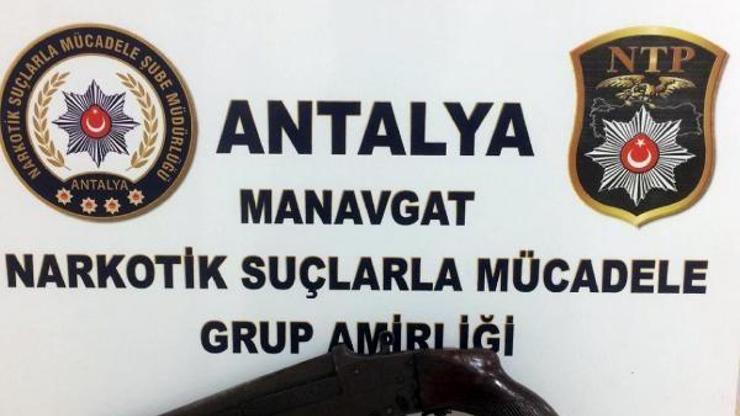 NARKOTİK SUÇLARLA MÜCADELE ŞUBE MÜDÜRLÜĞÜ
ANTALYA
NTP
ANTALYA
MANAVGAT
NARKOTİK SUÇLARLA MÜCADELE
GRUP AMİRLİĞİ